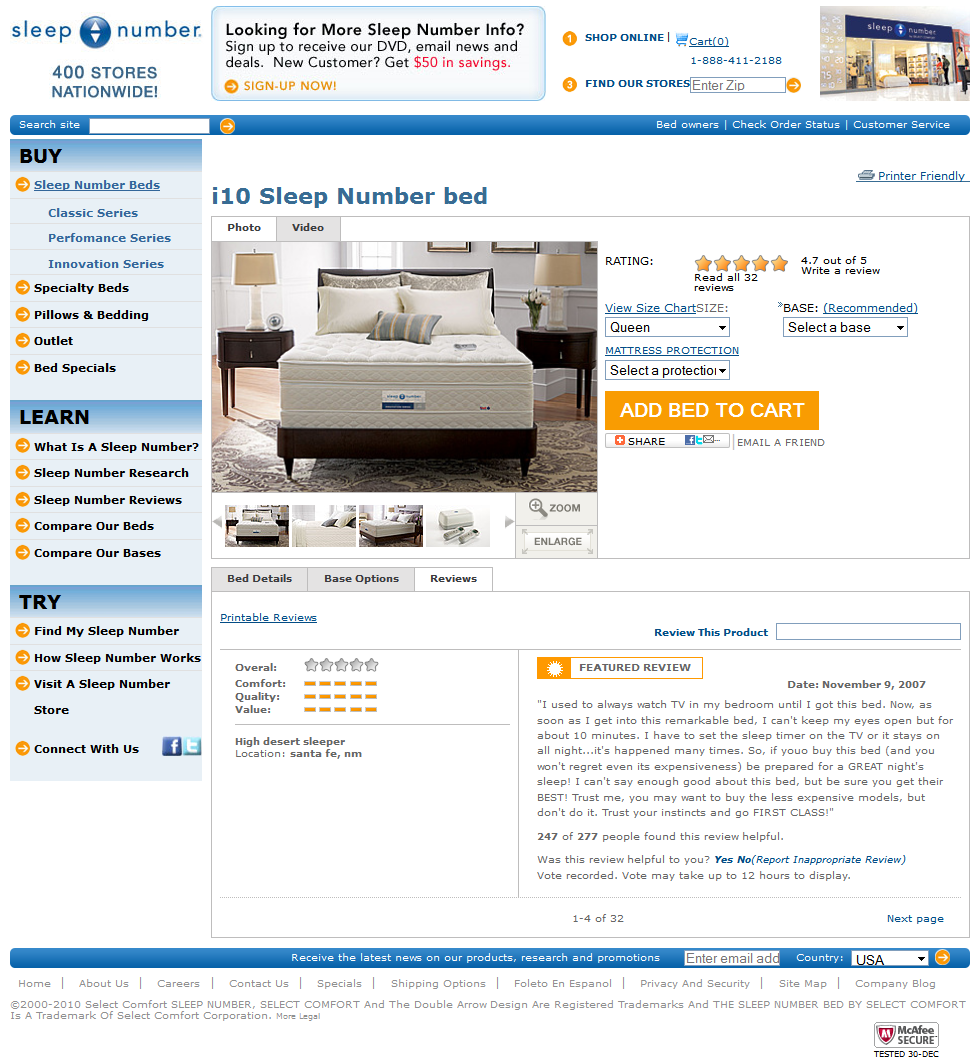 sleep number.
400 STORES
NATIONWIDE!
Looking for More Sleep Number Info?
Sign up to receive our DVD, email news and
deals. New Customer? Get $50 in savings.
SIGN-UP NOW!
1 SHOP ONLINE | Cart(0)
1-888-411-2188
3 FIND OUR STORES Enter Zip
sleep number
Search site
Bed owners | Check Order Status | Customer Service
BUY
Sleep Number Beds
Classic Series
Perfomance Series
Innovation Series
Specialty Beds
Pillows & Bedding
Outlet
Bed Specials
LEARN
What Is A Sleep Number?
Sleep Number Research
Sleep Number Reviews
Compare Our Beds
Compare Our Bases
TRY
Find My Sleep Number
How Sleep Number Works
Visit A Sleep Number
Store
Connect With Us
Printer Friendly
i10 Sleep Number bed
Photo Video
sleep number
ZOOM
ENLARGE
RATING:
4.7 out of 5
Write a review
Read all 32
reviews
View Size Chart SIZE:
»BASE: (Recommended)
Queen
Select a base
MATTRESS PROTECTION
Select a protection
ADD BED TO CART
SHARE | EMAIL A FRIEND
Bed Details Base Options Reviews
Printable Reviews
Review This Product
Overal:
Comfort:
Quality:
Value:
High desert sleeper
Location: santa fe, nm
FEATURED REVIEW
Date: November 9, 2007
"I used to always watch TV in my bedroom until I got this bed. Now, as
soon as I get into this remarkable bed, I can't keep my eyes open but for
about 10 minutes. I have to set the sleep timer on the TV or it stays on
all night...it's happened many times. So, if youo buy this bed (and you
won't regret even its expensiveness) be prepared for a GREAT night's
sleep! I can't say enough good about this bed, but be sure you get their
BEST! Trust me, you may want to buy the less expensive models, but
don't do it. Trust your instincts and go FIRST CLASS!"
247 of 277 people found this review helpful.
Was this review helpful to you? Yes No(Report Inappropriate Review)
Vote recorded. Vote may take up to 12 hours to display.
1-4 of 32
Next page
Receive the latest news on our products, research and promotions Enter email add Country: USA
Home | About Us | Careers | Contact Us | Specials | Shipping Options | Foleto En Espanol | Privacy And Security | Site Map | Company Blog
©2000-2010 Select Comfort SLEEP NUMBER, SELECT COMFORT And The Double Arrow Design Are Registered Trademarks And THE SLEEP NUMBER BED BY SELECT COMFORT
Is A Trademark Of Select Comfort Corporation. More Legal
McAfee
SECURE
TESTED 30-DEC